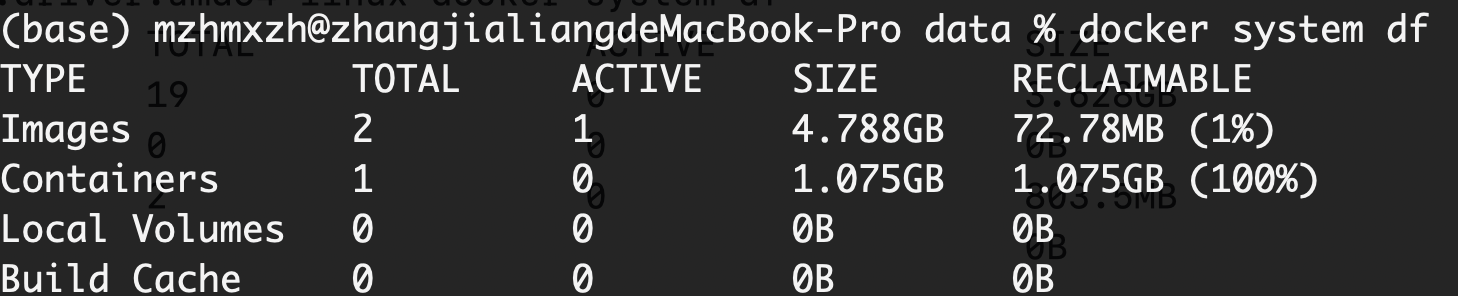 (base) mzhmxzh@zhangjialiangdeMacBook-Pro data % docker system df
TYPE TOTAL ACTIVE SIZE RECLAIMABLE
Images 2 1 4.788GB 72.78MB (1%)
Containers 1 0 1.075GB 1.075GB (100%)
Local Volumes 0 0 0B 0B
Build Cache 0 0 0B 0B